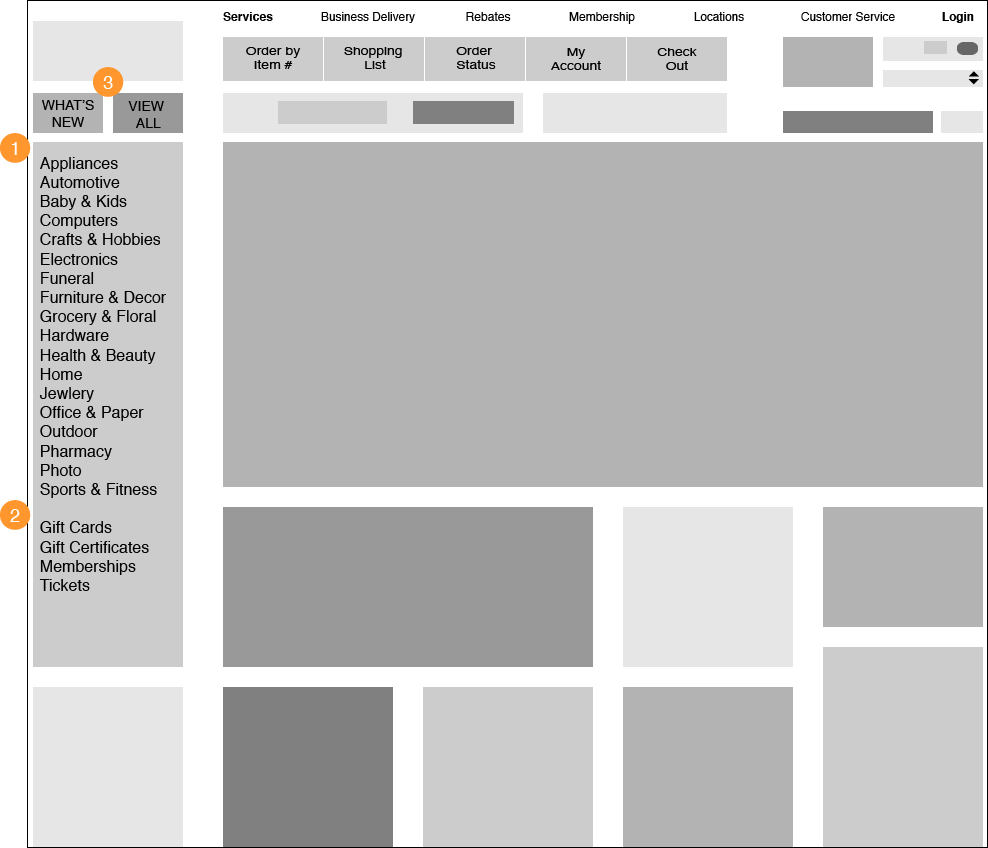 Services Business Delivery Rebates Membership Locations Customer Service Login
Order by Item #
Shopping List
Order Status
My Account
Check Out
3
WHAT'S NEW
VIEW ALL
1
Appliances
Automotive
Baby & Kids
Computers
Crafts & Hobbies
Electronics
Funeral
Furniture & Decor
Grocery & Floral
Hardware
Health & Beauty
Home
Jewlery
Office & Paper
Outdoor
Pharmacy
Photo
Sports & Fitness
2
Gift Cards
Gift Certificates
Memberships
Tickets